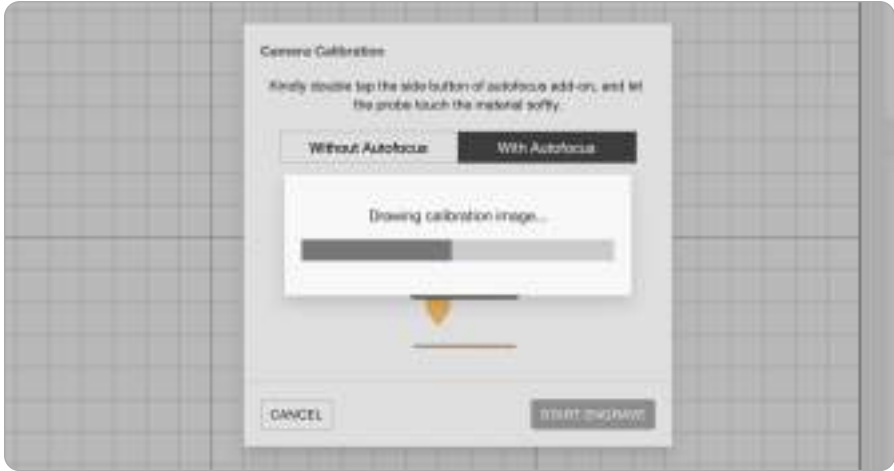 Camera Calibration
Kindly double tap the side button of autofocus add-on, and let
the probe touch the material softly.
Without Autofocus
With Autofocus
Drawing calibration image...
CANCEL
START ENGRAVE